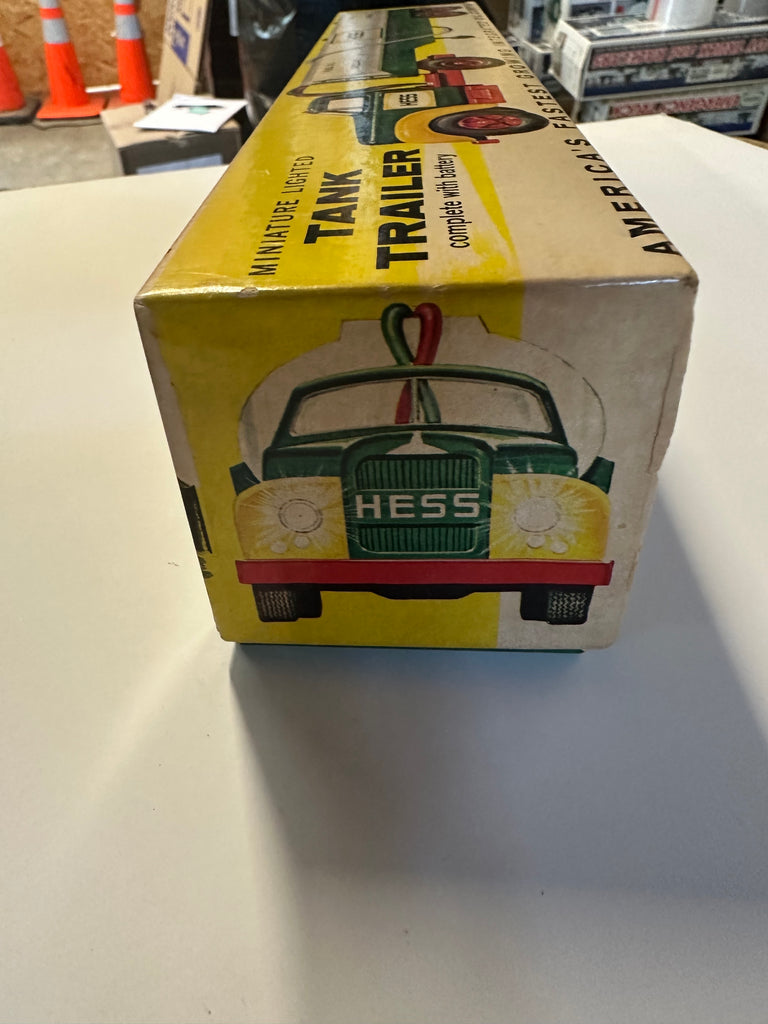 MINIATURE LIGHTED
TANK
TRAILER
complete with battery
AMERICA'S FASTEST
HESS
HESS